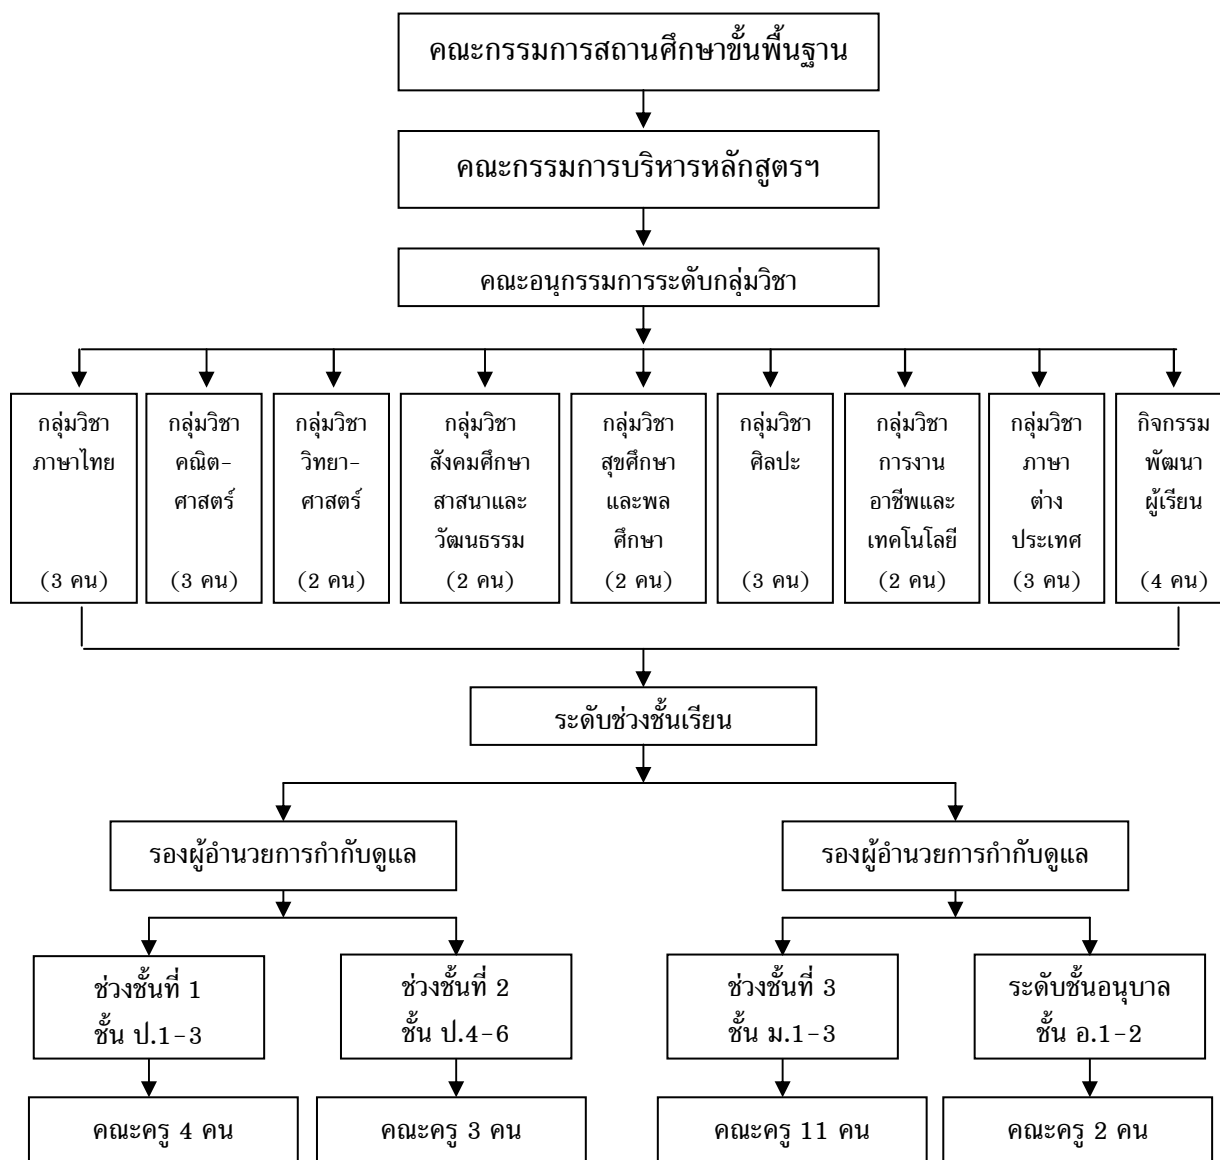 คณะกรรมการสถานศึกษาขั้นพื้นฐาน
คณะกรรมการบริหารหลักสูตรฯ
คณะอนุกรรมการระดับกลุ่มวิชา
กลุ่มวิชา
ภาษาไทย
(3 คน)
กลุ่มวิชา
คณิต-
ศาสตร์
(3 คน)
กลุ่มวิชา
วิทยา-
ศาสตร์
(2 คน)
กลุ่มวิชา
สังคมศึกษา
สาสนาและ
วัฒนธรรม
(2 คน)
กลุ่มวิชา
สุขศึกษา
และพล
ศึกษา
(2 คน)
กลุ่มวิชา
ศิลปะ
(3 คน)
กลุ่มวิชา
การงาน
อาชีพและ
เทคโนโลยี
(2 คน)
กลุ่มวิชา
ภาษา
ต่าง
ประเทศ
(3 คน)
กิจกรรม
พัฒนา
ผู้เรียน
(4 คน)
ระดับช่วงชั้นเรียน
รองผู้อำนวยการกำกับดูแล
รองผู้อำนวยการกำกับดูแล
ช่วงชั้นที่ 1
ชั้น ป.1-3
ช่วงชั้นที่ 2
ชั้น ป.4-6
ช่วงชั้นที่ 3
ชั้น ม.1-3
ระดับชั้นอนุบาล
ชั้น อ.1-2
คณะครู 4 คน
คณะครู 3 คน
คณะครู 11 คน
คณะครู 2 คน